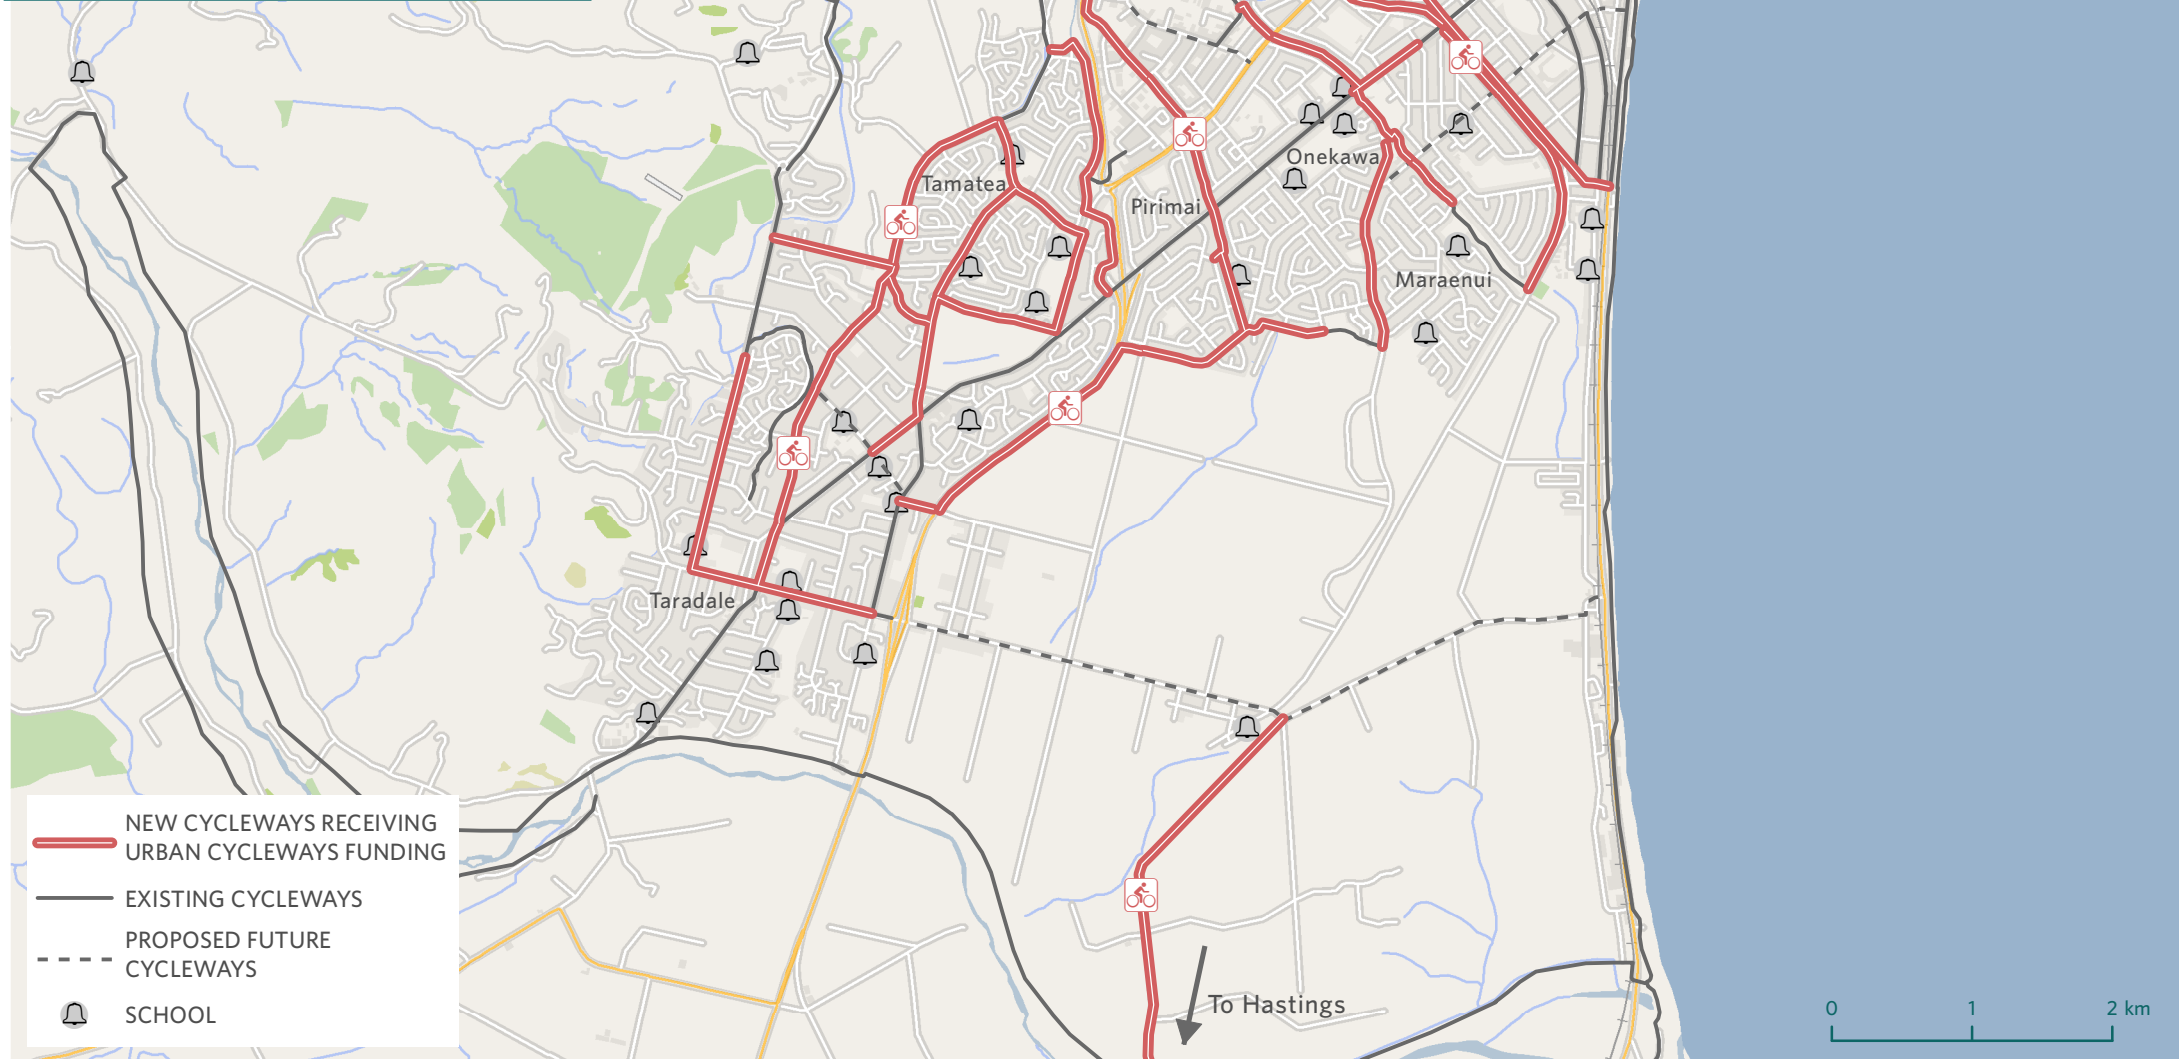 Tamatea
Onekawa
Pirimai
Maraenui
Taradale
NEW CYCLEWAYS RECEIVING
URBAN CYCLEWAYS FUNDING
EXISTING CYCLEWAYS
PROPOSED FUTURE
CYCLEWAYS
SCHOOL
To Hastings
0 1 2 km